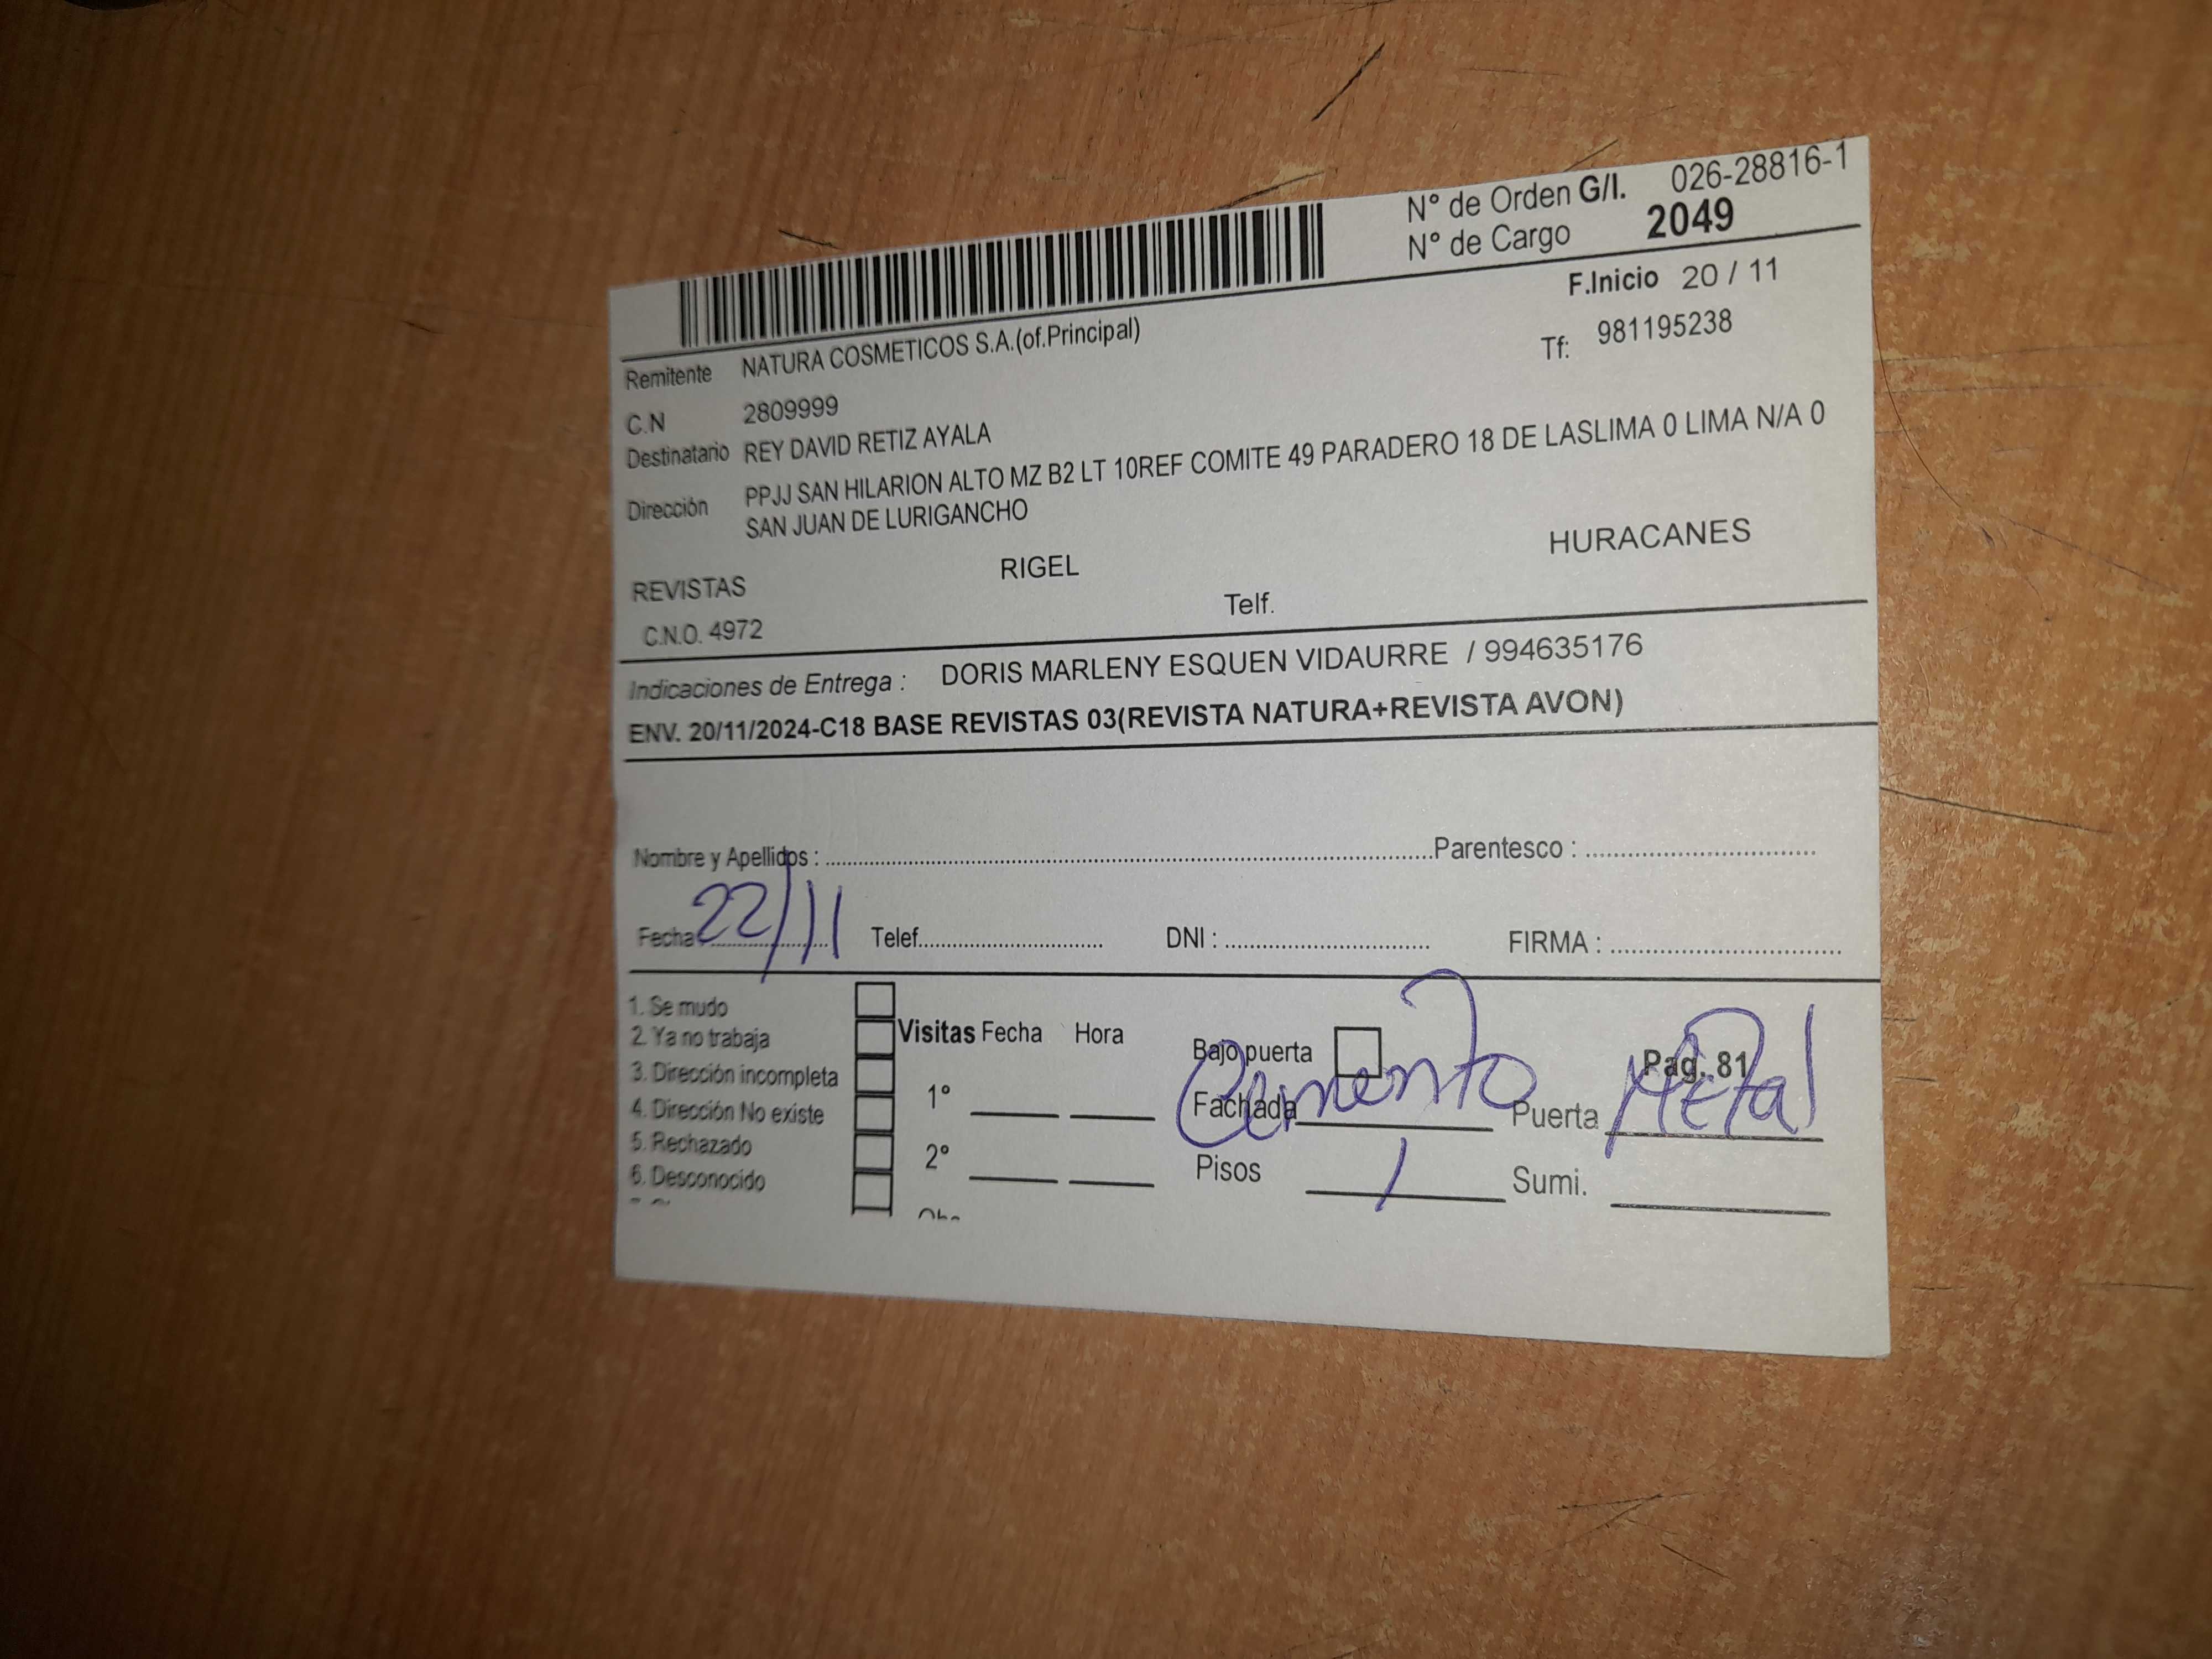 N° de Orden G/I. 026-28816-1
N° de Cargo 2049
F.Inicio 20 / 11
Remitente NATURA COSMETICOS S.A.(of.Principal)
Tf: 981195238
C.N 2809999
Destinatario REY DAVID RETIZ AYALA
Dirección PPJJ SAN HILARION ALTO MZ B2 LT 10REF COMITE 49 PARADERO 18 DE LASLIMA 0 LIMA N/A 0
SAN JUAN DE LURIGANCHO
REVISTAS RIGEL HURACANES
C.N.O. 4972 Telf.
Indicaciones de Entrega : DORIS MARLENY ESQUEN VIDAURRE / 994635176
ENV. 20/11/2024-C18 BASE REVISTAS 03(REVISTA NATURA+REVISTA AVON)
Nombre y Apellidos : Parentesco :
Fecha 22/11 Telef. DNI : FIRMA :
1. Se mudo
2. Ya no trabaja
3. Dirección incompleta
4. Dirección No existe
5. Rechazado
6. Desconocido
Visitas Fecha Hora
1°
2°
Bajo puerta Pag. 81
Fachada Cemento Puerta Metal
Pisos 1 Sumi.